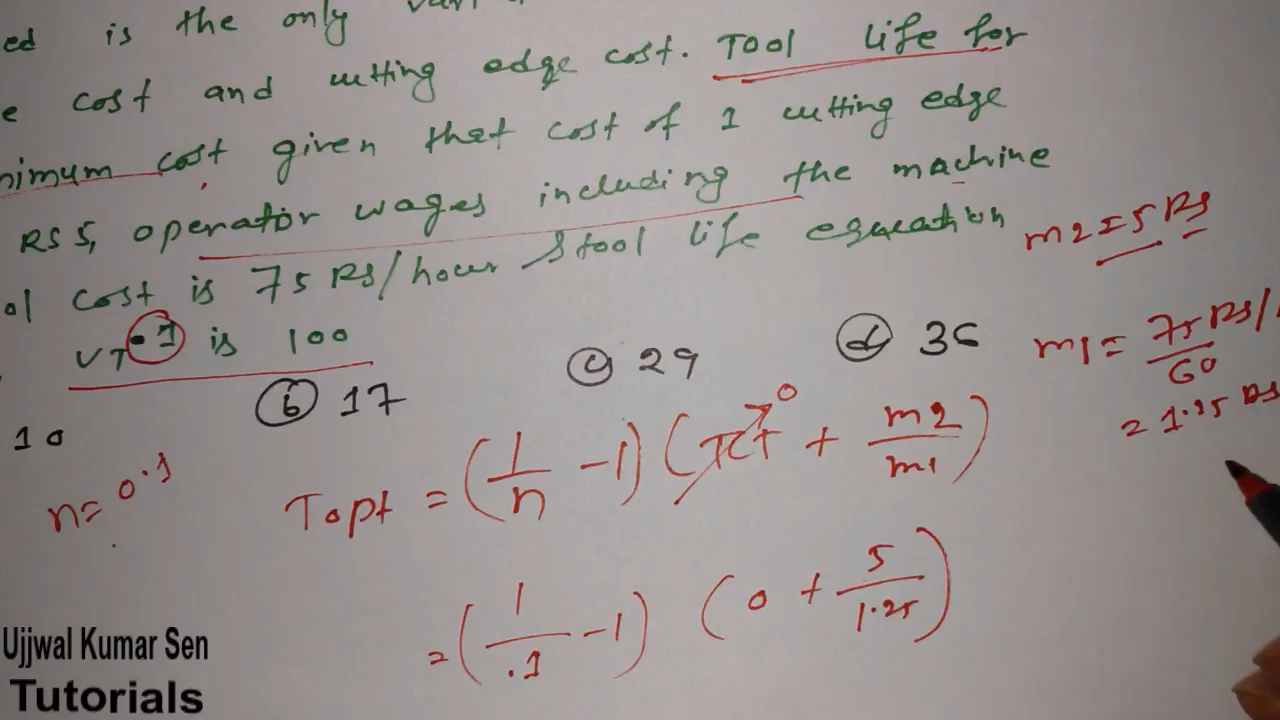 ed is the only
e cost and cutting edge cost. Tool life for
nimum cost given that cost of 1 cutting edge
RS 5, operator wages including the machine
ol cost is 75 RS/hour & tool life equation
VT^.1 is 100
m2 = 5 RS
10 (b) 17 (c) 29 (d) 36
m1 = 75 RS/ / 60
= 1.25 RS
n = 0.1
Topt = (1/n - 1) (TCT→0 + m2/m1)
= (1/.1 - 1) (0 + 5/1.25)
Ujjwal Kumar Sen
Tutorials